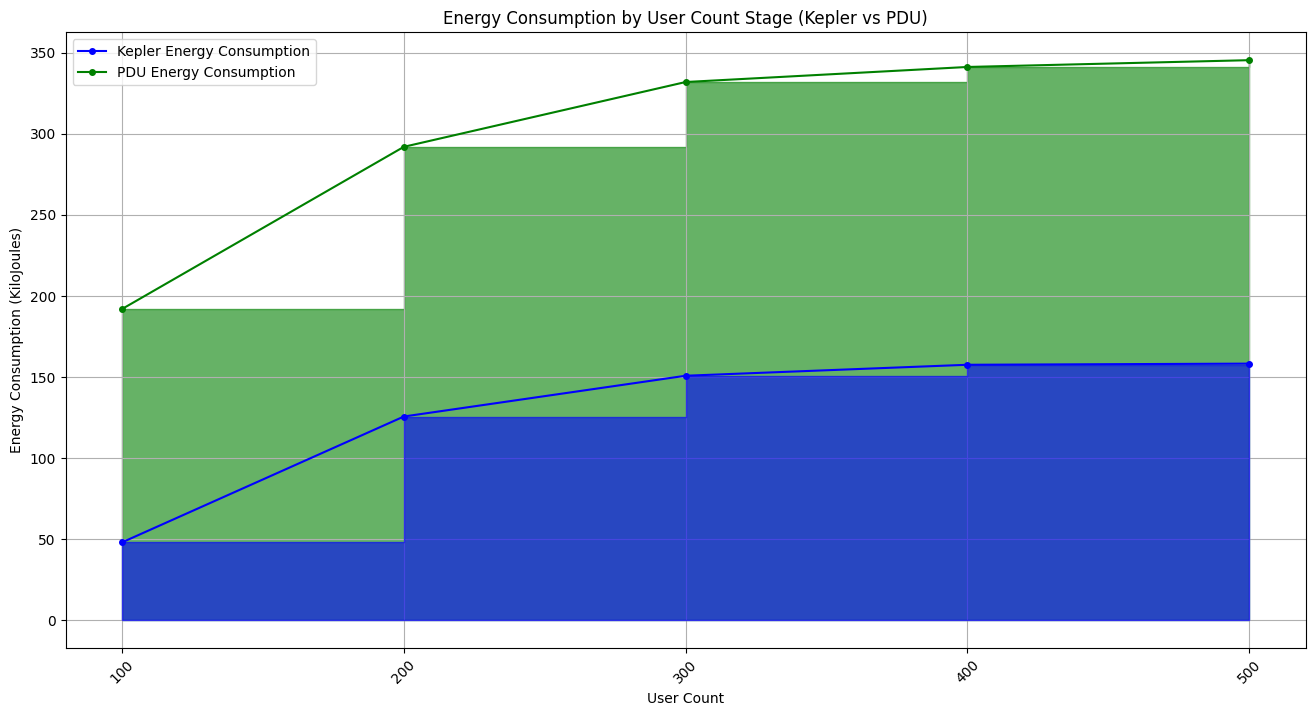 Energy Consumption by User Count Stage (Kepler vs PDU)
Kepler Energy Consumption
PDU Energy Consumption
Energy Consumption (KiloJoules)
350
300
250
200
150
100
50
0
100
200
300
400
500
User Count